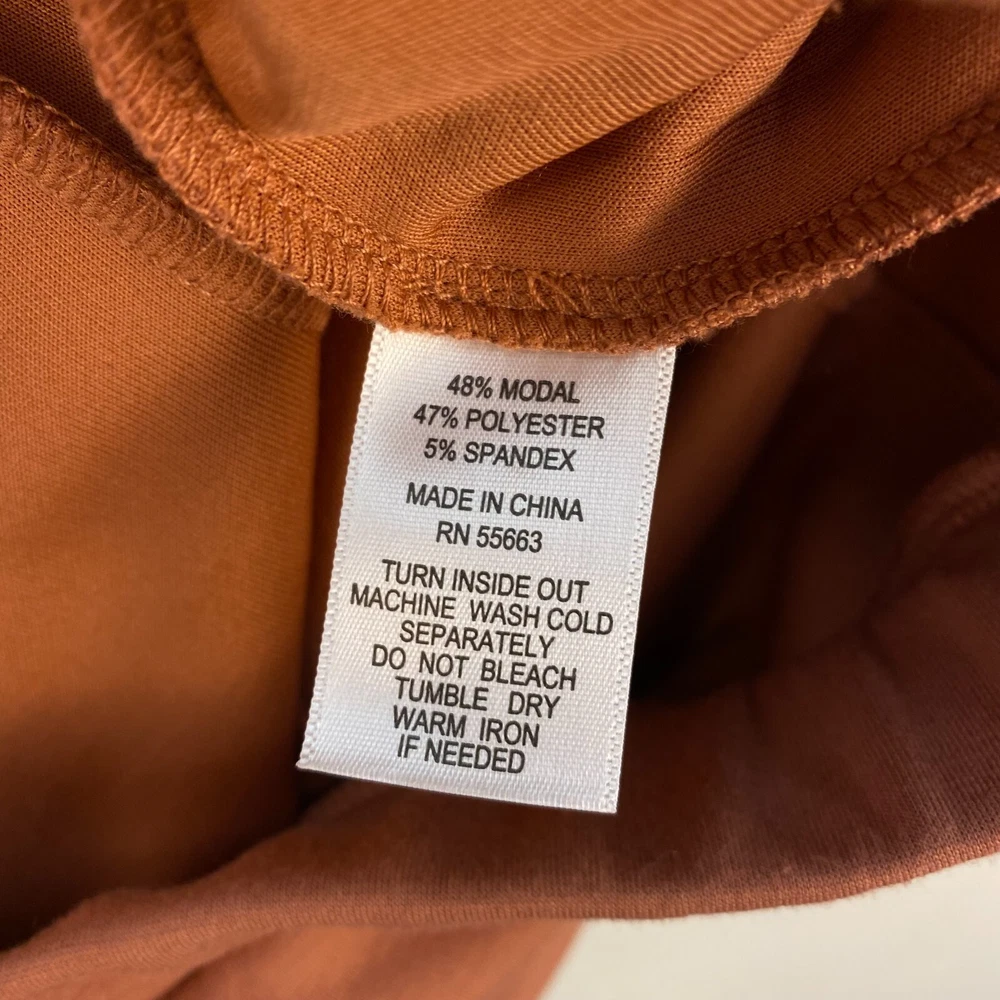 48% MODAL
47% POLYESTER
5% SPANDEX
MADE IN CHINA
RN 55663
TURN INSIDE OUT
MACHINE WASH COLD
SEPARATELY
DO NOT BLEACH
TUMBLE DRY
WARM IRON
IF NEEDED